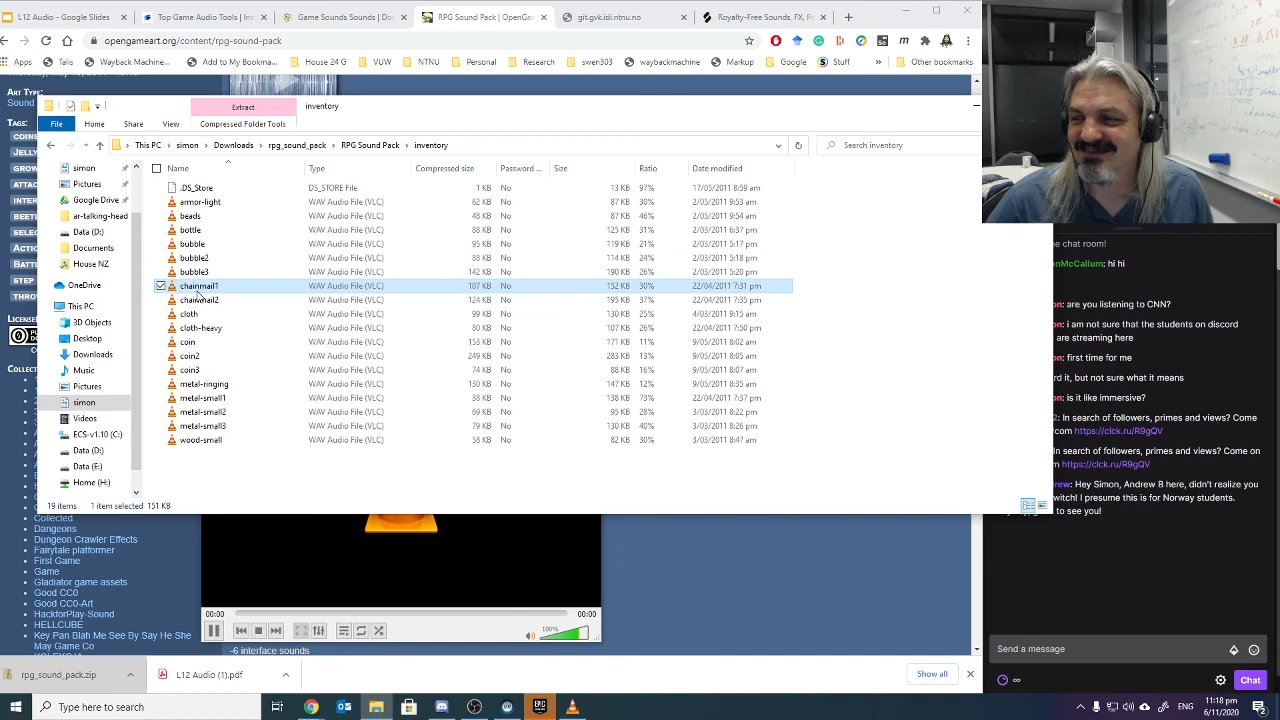 L12 Audio - G
Top Audio Tools | Ins
Game Sounds Sounds | Do
RPG Sound Pack | OpenGa
git.gvk.idi.ntnu.no
Royalty-Free Sounds, FX, P
opengameart.org/content/rpg-sound-pack
Apps
Talis
Wayback Machine...
Add to My Bookma...
House 24 G
VUW
NTNU
Personal
Research
swen303
waybackmachine
Markup
Google
Stuff
»
Other bookmarks
Art Type:
Sound
TAGS:
Extract
inventory
File
Home
Share
View
Compressed Folder Tools
This PC > simon > Downloads > rpg_sound_pack > RPG Sound Pack > inventory
Search inventory
simon
Pictures
Google Drive
ar-talking-head
Data (D:)
Documents
House NZ
OneDrive
This PC
3D Objects
Desktop
Downloads
Music
Pictures
simon
Videos
ECS-v1.10 (C:)
Data (D:)
Data (E:)
Home (H:)
Name Type Compressed size Password ... Size Ratio Date modified
.DS_Store DS_STORE File 1 KB No 13 KB 97% 17/05/2011 8:59 am
armor-light WAV Audio File (VLC) 62 KB No 87 KB 30% 2/05/2011 9:53 am
beads WAV Audio File (VLC) 48 KB No 87 KB 46% 2/05/2011 9:54 am
bottle WAV Audio File (VLC) 88 KB No 125 KB 31% 2/03/2011 6:37 pm
bubble WAV Audio File (VLC) 95 KB No 119 KB 21% 2/03/2011 5:17 pm
bubble2 WAV Audio File (VLC) 88 KB No 114 KB 24% 2/03/2011 5:18 pm
bubble3 WAV Audio File (VLC) 142 KB No 190 KB 26% 2/03/2011 5:20 pm
chainmail1 WAV Audio File (VLC) 107 KB No 152 KB 30% 22/04/2011 7:31 pm
chainmail2 WAV Audio File (VLC) 124 KB No 195 KB 37% 22/04/2011 7:35 pm
cloth WAV Audio File (VLC) 99 KB No 130 KB 25% 4/03/2011 9:15 am
cloth-heavy WAV Audio File (VLC) 80 KB No 107 KB 26% 22/04/2011 7:50 pm
coin WAV Audio File (VLC) 153 KB No 171 KB 11% 9/05/2011 8:02 am
coin2 WAV Audio File (VLC) 249 KB No 283 KB 13% 9/05/2011 8:05 am
coin3 WAV Audio File (VLC) 74 KB No 88 KB 16% 9/05/2011 8:07 am
metal-ringing WAV Audio File (VLC) 130 KB No 147 KB 12% 9/05/2011 8:35 am
metal-small1 WAV Audio File (VLC) 38 KB No 138 KB 73% 22/04/2011 7:37 pm
metal-small2 WAV Audio File (VLC) 69 KB No 95 KB 28% 3/03/2011 8:22 pm
metal-small3 WAV Audio File (VLC) 79 KB No 130 KB 40% 3/03/2011 8:26 pm
wood-small WAV Audio File (VLC) 58 KB No 82 KB 30% 3/03/2011 8:47 am
19 items
1 item selected 151 KB
Collected
Dangeons
Dungeon Crawler Effects
Fairytale platformer
First Game
Game
Gladiator game assets
Good CC0
Good CC0-Art
HackforPlay-Sound
HELLCUBE
Key Pan Blah Me See By Say He She
May Game Co
00:00
00:00
100%
-6 interface sounds
he chat room!
onMcCallum: hi hi
on: are you listening to CNN?
on: i am not sure that the students on discord
are streaming here
on: first time for me
rd it, but not sure what it means
on: is it like immersive?
2: In search of followers, primes and views? Come
com https://clck.ru/R9gQV
2: In search of followers, primes and views? Come on
m https://clck.ru/R9gQV
rew: Hey Simon, Andrew B here, didn't realize you
witch! I presume this is for Norway students.
to see you!
Send a message
Chat
rpg_sound_pack.zip
L12 Audio (1).pdf
Show all
Type here to search
EPIC
11:18 PM
6/11/2020
2